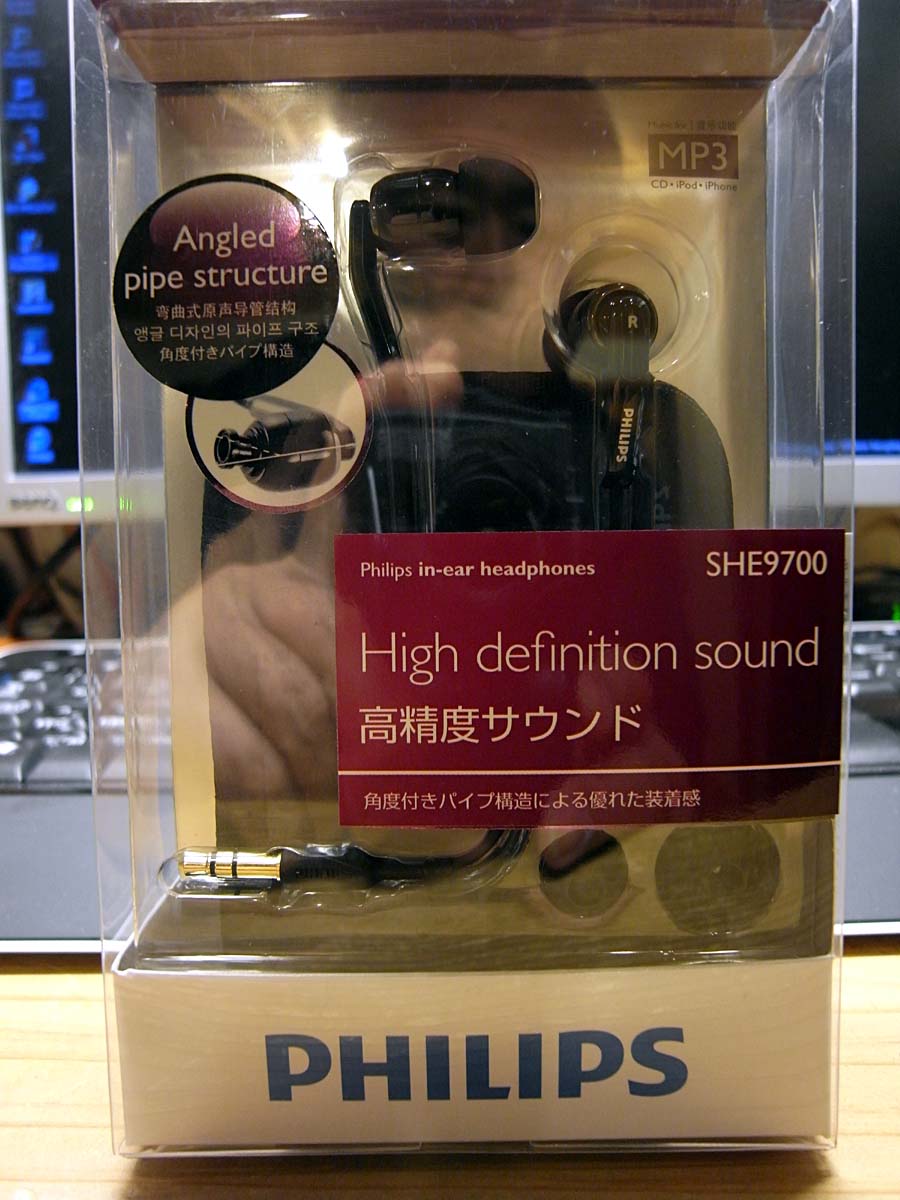 MP3
CD•iPod•iPhone
Angled
pipe structure
弯曲式原声导管结构
앵글 디자인의 파이프 구조
角度付きパイプ構造
R
PHILIPS
Philips in-ear headphones
SHE9700
High definition sound
高精度サウンド
角度付きパイプ構造による優れた装着感
PHILIPS